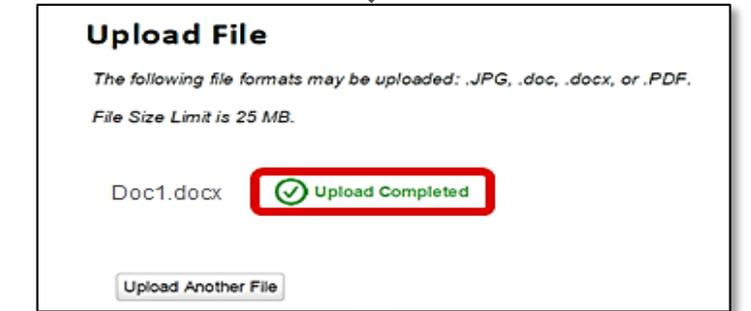 Upload File
The following file formats may be uploaded: .JPG, .doc, .docx, or .PDF.
File Size Limit is 25 MB.
Doc1.docx Upload Completed
Upload Another File